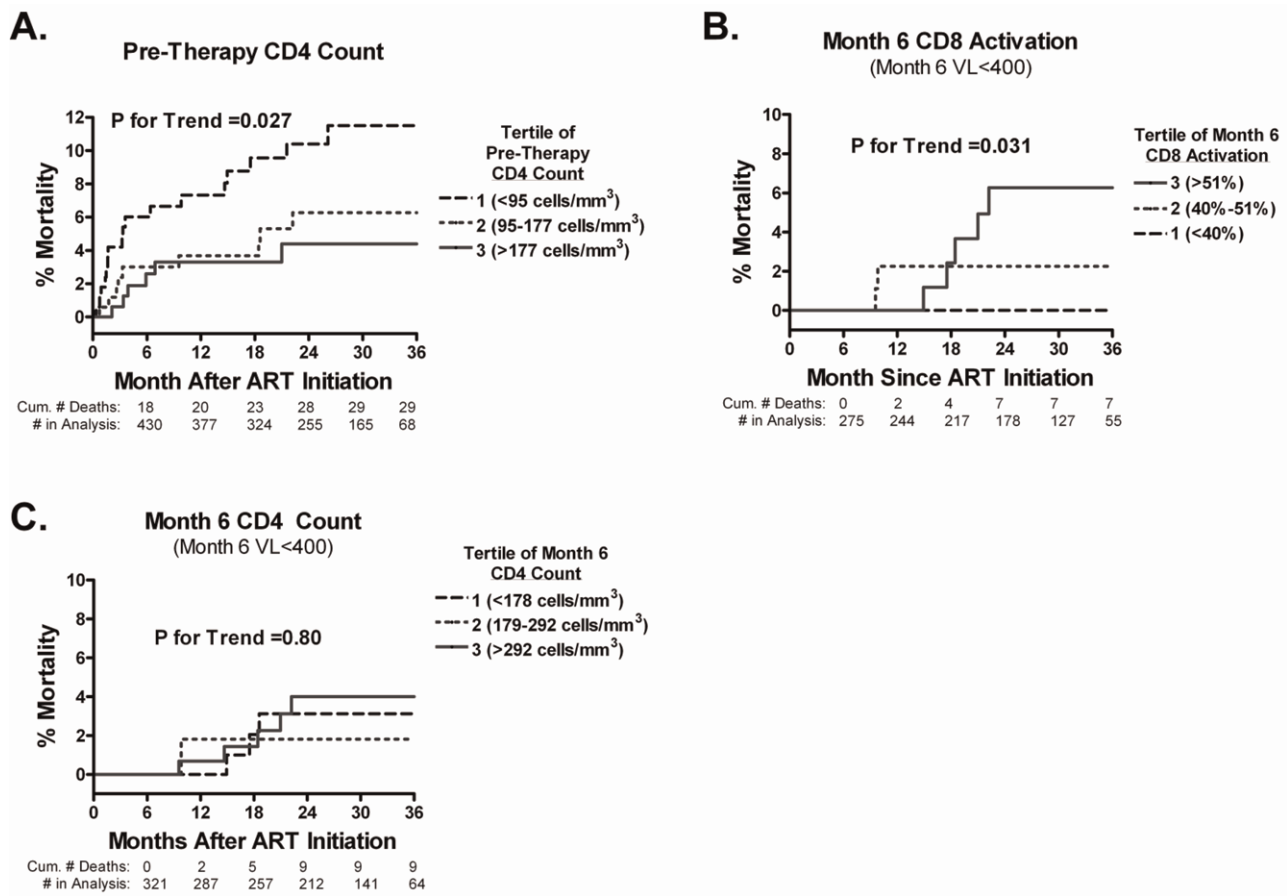 A.
Pre-Therapy CD4 Count
P for Trend =0.027
% Mortality
12
10
8
6
4
2
0
0 6 12 18 24 30 36
Month After ART Initiation
Cum. # Deaths: 18 20 23 28 29 29
# in Analysis: 430 377 324 255 165 68
Tertile of
Pre-Therapy
CD4 Count
1 (<95 cells/mm³)
2 (95-177 cells/mm³)
3 (>177 cells/mm³)
B.
Month 6 CD8 Activation
(Month 6 VL<400)
P for Trend =0.031
% Mortality
10
8
6
4
2
0
0 6 12 18 24 30 36
Month Since ART Initiation
Cum. # Deaths: 0 2 4 7 7 7
# in Analysis: 275 244 217 178 127 55
Tertile of Month 6
CD8 Activation
3 (>51%)
2 (40%-51%)
1 (<40%)
C.
Month 6 CD4 Count
(Month 6 VL<400)
P for Trend =0.80
% Mortality
10
8
6
4
2
0
0 6 12 18 24 30 36
Months After ART Initiation
Cum. # Deaths: 0 2 5 9 9 9
# in Analysis: 321 287 257 212 141 64
Tertile of Month 6
CD4 Count
1 (<178 cells/mm³)
2 (179-292 cells/mm³)
3 (>292 cells/mm³)